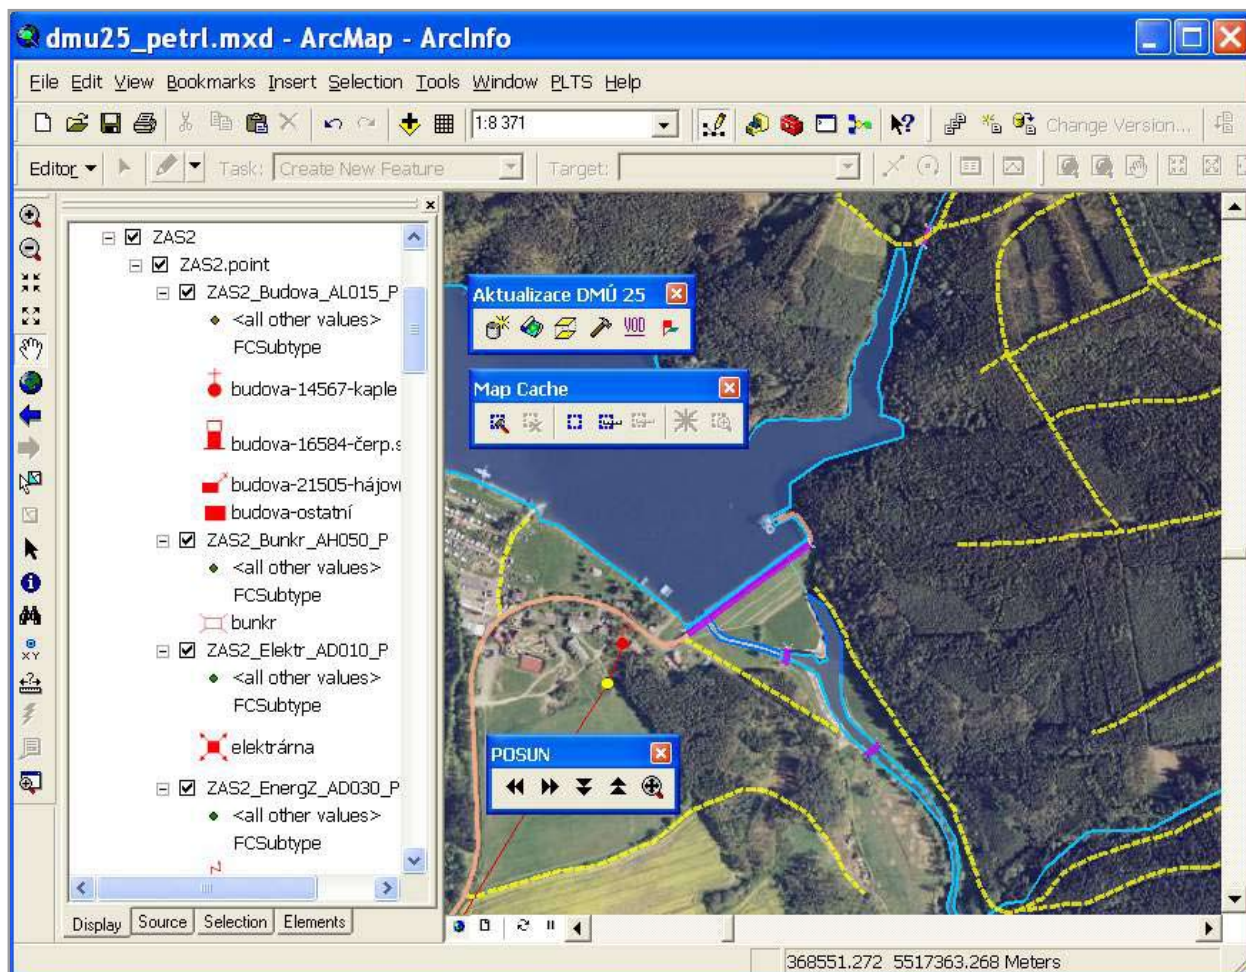 dmu25_petrl.mxd - ArcMap - ArcInfo
File Edit View Bookmarks Insert Selection Tools Window PLTS Help
1:8 371
Change Version...
Editor
Task: Create New Feature
Target:
ZAS2
ZAS2.point
ZAS2_Budova_AL015_P
<all other values>
FCSubtype
budova-14567-kaple
budova-16584-čerp.s
budova-21505-hájov
budova-ostatní
ZAS2_Bunkr_AH050_P
<all other values>
FCSubtype
bunkr
ZAS2_Elektr_AD010_P
<all other values>
FCSubtype
elektrárna
ZAS2_EnergZ_AD030_P
<all other values>
FCSubtype
Display Source Selection Elements
Aktualizace DMÚ 25
VOD
Map Cache
POSUN
XY
368551.272 5517363.268 Meters